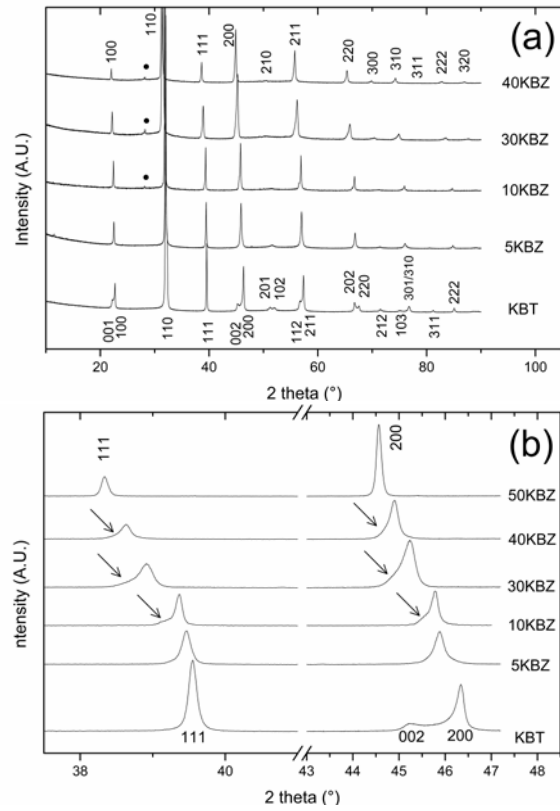 (a)
110
200
100
111
211
210
220
300
310
311
222
320
40KBZ
30KBZ
10KBZ
5KBZ
KBT
201
102
202
220
301/310
222
001
100
110
111
002
200
112
211
212
103
311
Intensity (A.U.)
20 40 60 80 100
2 theta (°)
(b)
111
200
50KBZ
40KBZ
30KBZ
10KBZ
5KBZ
KBT
111
002
200
ntensity (A.U.)
38 40 43 44 45 46 47 48
2 theta (°)